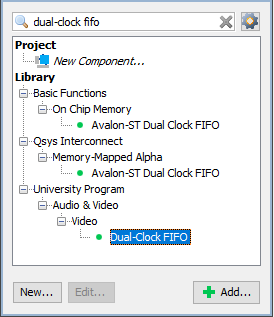 dual-clock fifo
Project
New Component...
Library
Basic Functions
On Chip Memory
Avalon-ST Dual Clock FIFO
Qsys Interconnect
Memory-Mapped Alpha
Avalon-ST Dual Clock FIFO
University Program
Audio & Video
Video
Dual-Clock FIFO
New... Edit... Add...